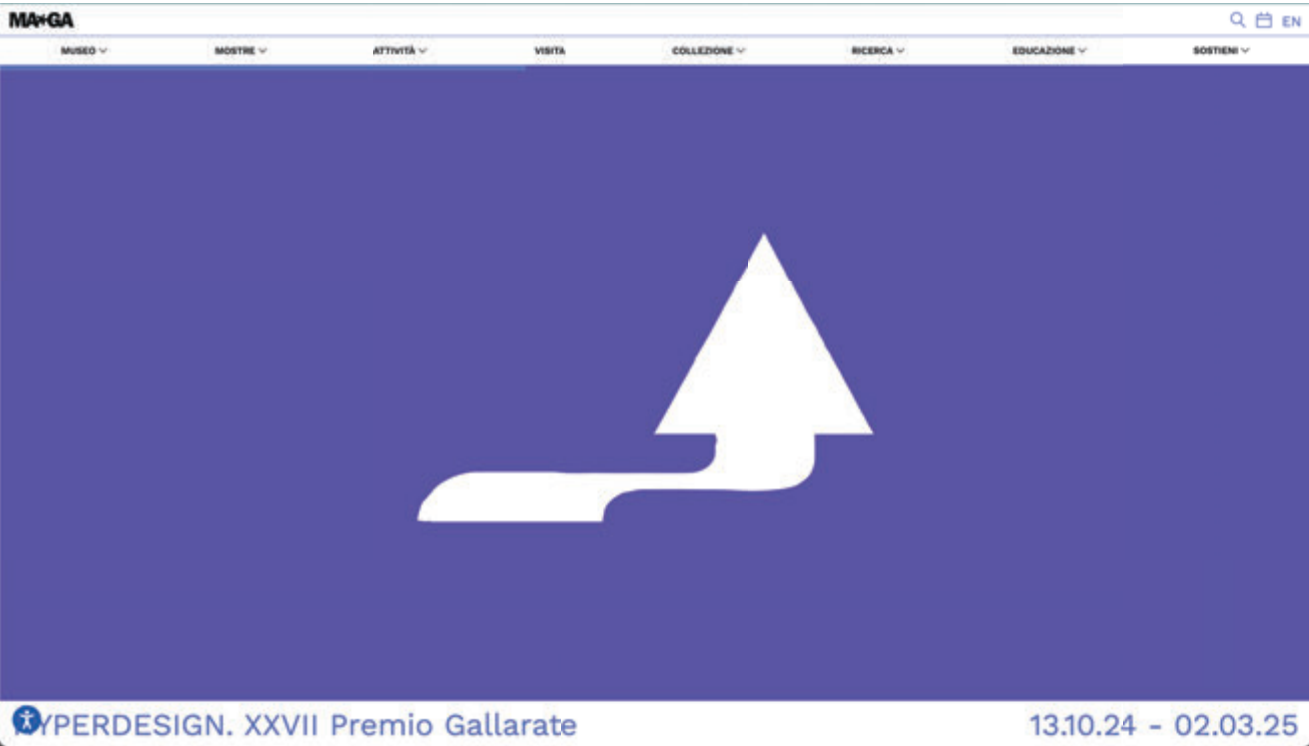 MA*GA
EN
MUSEO MOSTRE ATTIVITÀ VISITA COLLEZIONE RICERCA EDUCAZIONE SOSTIENI
YPERDESIGN. XXVII Premio Gallarate
13.10.24 - 02.03.25